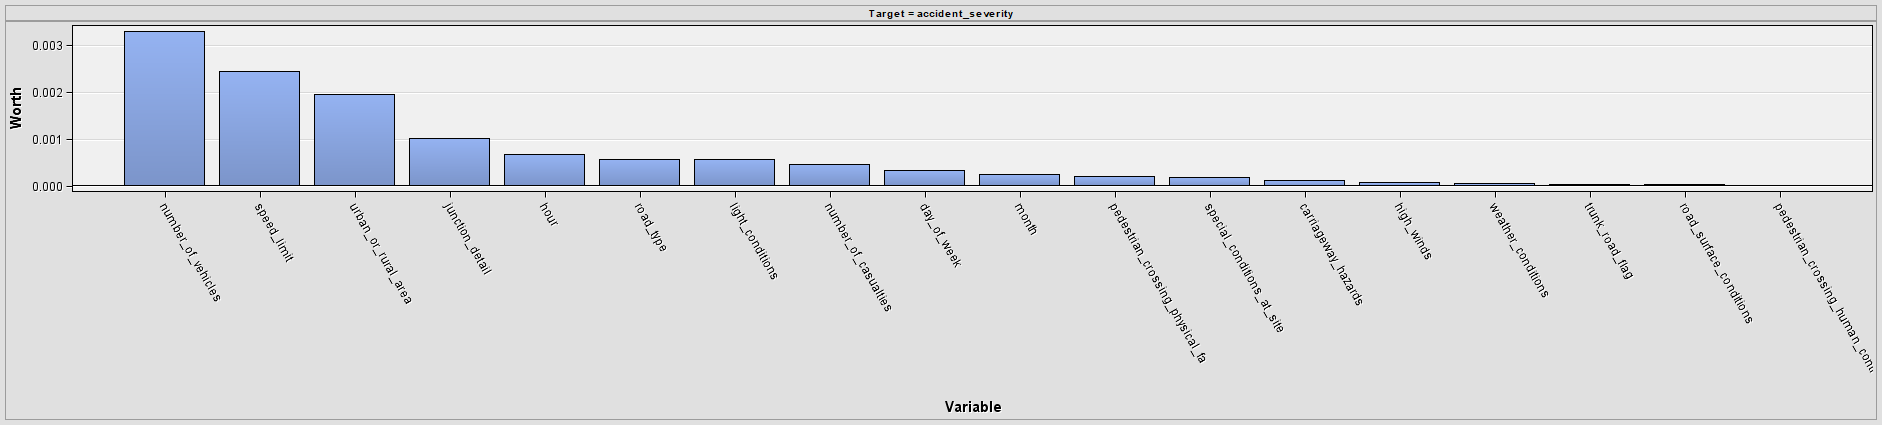 Target = accident_severity
Worth
0.003
0.002
0.001
0.000
number_of_vehicles
speed_limit
urban_or_rural_area
junction_detail
hour
road_type
light_conditions
number_of_casualties
day_of_week
month
pedestrian_crossing_physical_fa
special_conditions_at_site
carriageway_hazards
high_winds
weather_conditions
trunk_road_flag
road_surface_conditions
pedestrian_crossing_human_cont
Variable